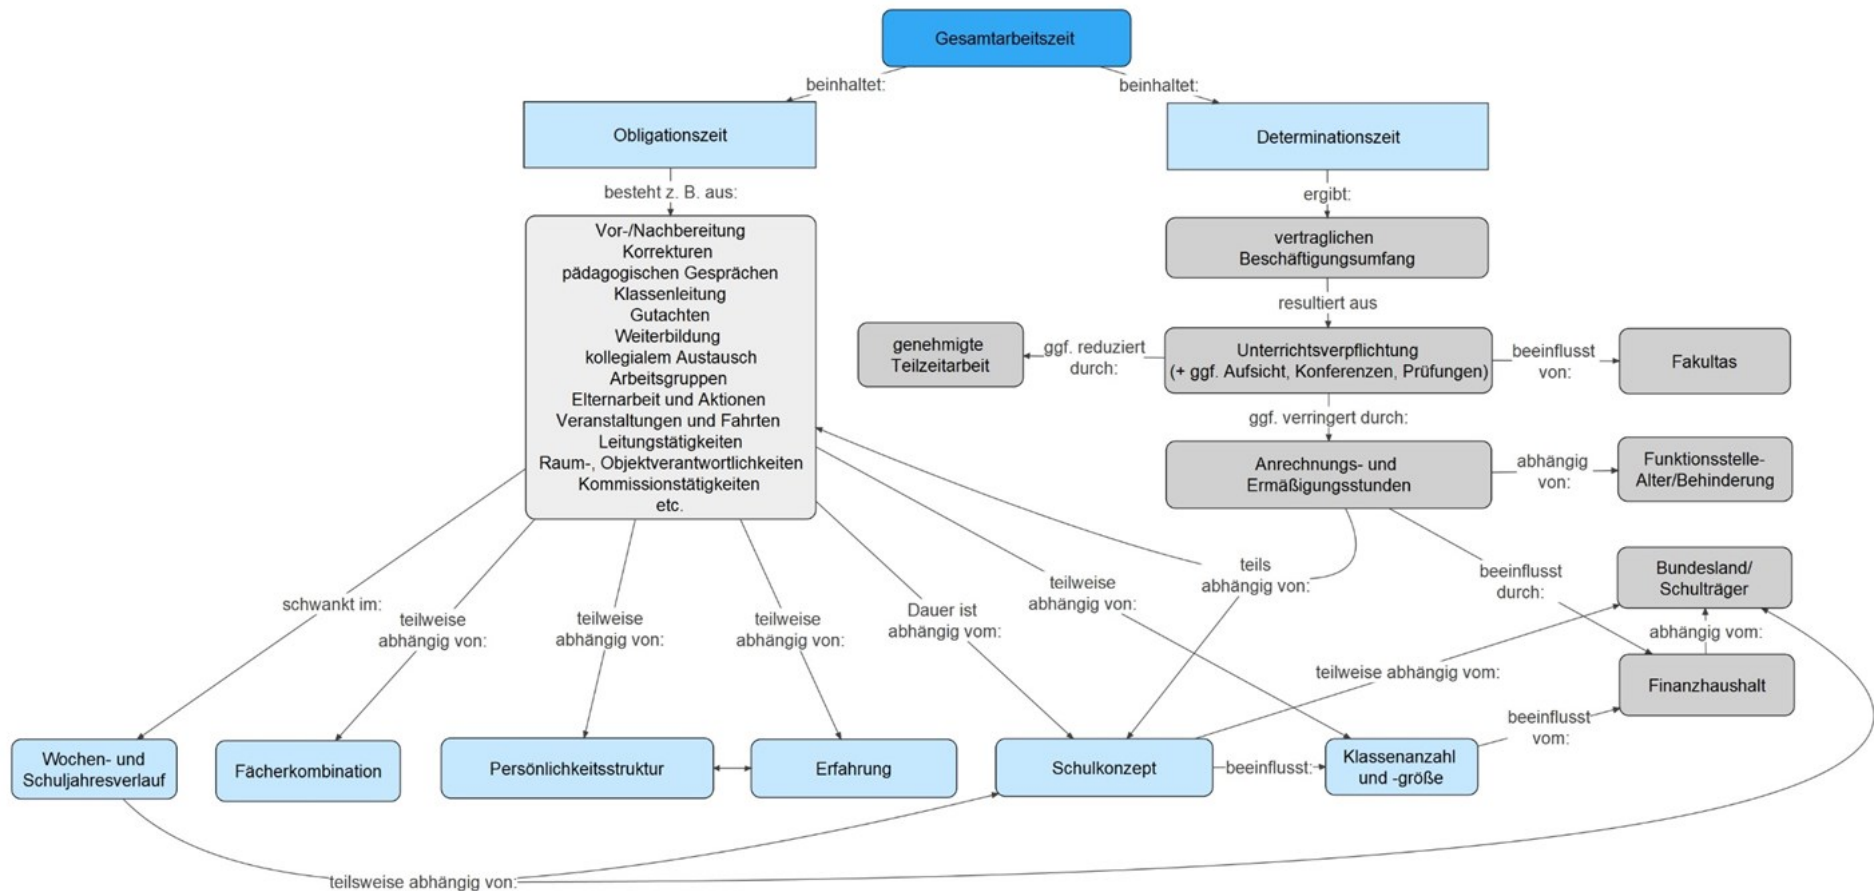 Gesamtarbeitszeit
beinhaltet:
beinhaltet:
Obligationszeit
Determinationszeit
besteht z. B. aus:
ergibt:
Vor-/Nachbereitung
Korrekturen
pädagogischen Gesprächen
Klassenleitung
Gutachten
Weiterbildung
kollegialem Austausch
Arbeitsgruppen
Elternarbeit und Aktionen
Veranstaltungen und Fahrten
Leitungstätigkeiten
Raum-, Objektverantwortlichkeiten
Kommissionstätigkeiten
etc.
vertraglichen
Beschäftigungsumfang
resultiert aus
genehmigte
Teilzeitarbeit
ggf. reduziert
durch:
Unterrichtsverpflichtung
(+ ggf. Aufsicht, Konferenzen, Prüfungen)
beeinflusst
von:
Fakultas
ggf. verringert durch:
Anrechnungs- und
Ermäßigungsstunden
abhängig
von:
Funktionsstelle-
Alter/Behinderung
schwankt im:
teilweise
abhängig von:
teilweise
abhängig von:
teilweise
abhängig von:
Dauer ist
abhängig vom:
teilweise
abhängig von:
teils
abhängig von:
beeinflusst
durch:
Bundesland/
Schulträger
abhängig vom:
teilweise abhängig vom:
Finanzhaushalt
beeinflusst
vom:
Wochen- und
Schuljahresverlauf
Fächerkombination
Persönlichkeitsstruktur
Erfahrung
Schulkonzept
beeinflusst:
Klassenanzahl
und -größe
teilsweise abhängig von: